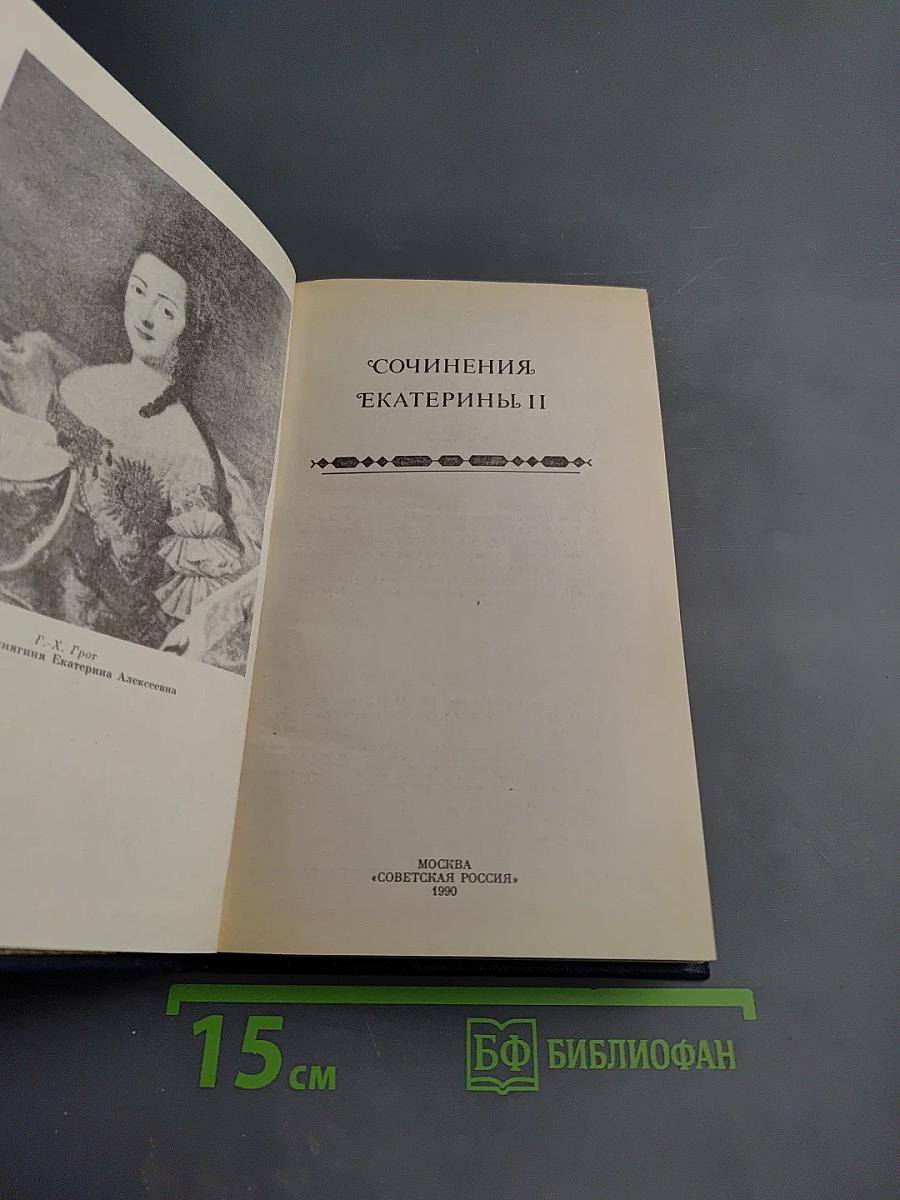 Г.-Х. Грот
Екатерина Алексеевна
СОЧИНЕНИЯ
ЕКАТЕРИНЫ II
МОСКВА
«СОВЕТСКАЯ РОССИЯ»
1990
15 см
БФ БИБЛИОФАН